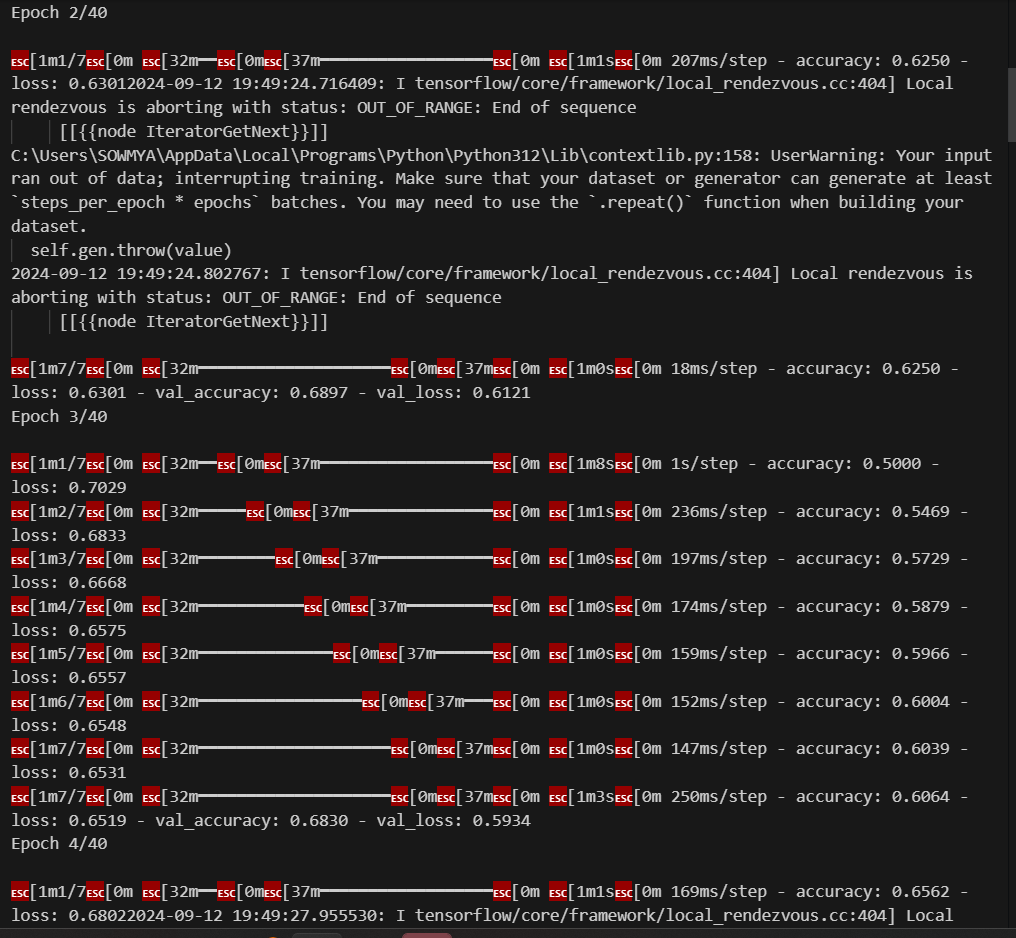 Epoch 2/40
ESC[1m1/7ESC[0m ESC[32m━━ESC[0mESC[37m━━━━━━━━━━━━━━━━━━ESC[0m ESC[1m1sESC[0m 207ms/step - accuracy: 0.6250 -
loss: 0.63012024-09-12 19:49:24.716409: I tensorflow/core/framework/local_rendezvous.cc:404] Local
rendezvous is aborting with status: OUT_OF_RANGE: End of sequence
[[{{node IteratorGetNext}}]]
C:\Users\SOWMYA\AppData\Local\Programs\Python\Python312\Lib\contextlib.py:158: UserWarning: Your input
ran out of data; interrupting training. Make sure that your dataset or generator can generate at least
`steps_per_epoch * epochs` batches. You may need to use the `.repeat()` function when building your
dataset.
self.gen.throw(value)
2024-09-12 19:49:24.802767: I tensorflow/core/framework/local_rendezvous.cc:404] Local rendezvous is
aborting with status: OUT_OF_RANGE: End of sequence
[[{{node IteratorGetNext}}]]
ESC[1m7/7ESC[0m ESC[32m━━━━━━━━━━━━━━━━━━━━ESC[0mESC[37mESC[0m ESC[1m0sESC[0m 18ms/step - accuracy: 0.6250 -
loss: 0.6301 - val_accuracy: 0.6897 - val_loss: 0.6121
Epoch 3/40
ESC[1m1/7ESC[0m ESC[32m━━ESC[0mESC[37m━━━━━━━━━━━━━━━━━━ESC[0m ESC[1m8sESC[0m 1s/step - accuracy: 0.5000 -
loss: 0.7029
ESC[1m2/7ESC[0m ESC[32m━━━━━ESC[0mESC[37m━━━━━━━━━━━━━━━ESC[0m ESC[1m1sESC[0m 236ms/step - accuracy: 0.5469 -
loss: 0.6833
ESC[1m3/7ESC[0m ESC[32m━━━━━━━━ESC[0mESC[37m━━━━━━━━━━━━ESC[0m ESC[1m0sESC[0m 197ms/step - accuracy: 0.5729 -
loss: 0.6668
ESC[1m4/7ESC[0m ESC[32m━━━━━━━━━━━ESC[0mESC[37m━━━━━━━━━ESC[0m ESC[1m0sESC[0m 174ms/step - accuracy: 0.5879 -
loss: 0.6575
ESC[1m5/7ESC[0m ESC[32m━━━━━━━━━━━━━━ESC[0mESC[37m━━━━━━ESC[0m ESC[1m0sESC[0m 159ms/step - accuracy: 0.5966 -
loss: 0.6557
ESC[1m6/7ESC[0m ESC[32m━━━━━━━━━━━━━━━━━ESC[0mESC[37m━━━ESC[0m ESC[1m0sESC[0m 152ms/step - accuracy: 0.6004 -
loss: 0.6548
ESC[1m7/7ESC[0m ESC[32m━━━━━━━━━━━━━━━━━━━━ESC[0mESC[37mESC[0m ESC[1m0sESC[0m 147ms/step - accuracy: 0.6039 -
loss: 0.6531
ESC[1m7/7ESC[0m ESC[32m━━━━━━━━━━━━━━━━━━━━ESC[0mESC[37mESC[0m ESC[1m3sESC[0m 250ms/step - accuracy: 0.6064 -
loss: 0.6519 - val_accuracy: 0.6830 - val_loss: 0.5934
Epoch 4/40
ESC[1m1/7ESC[0m ESC[32m━━ESC[0mESC[37m━━━━━━━━━━━━━━━━━━ESC[0m ESC[1m1sESC[0m 169ms/step - accuracy: 0.6562 -
loss: 0.68022024-09-12 19:49:27.955530: I tensorflow/core/framework/local_rendezvous.cc:404] Local